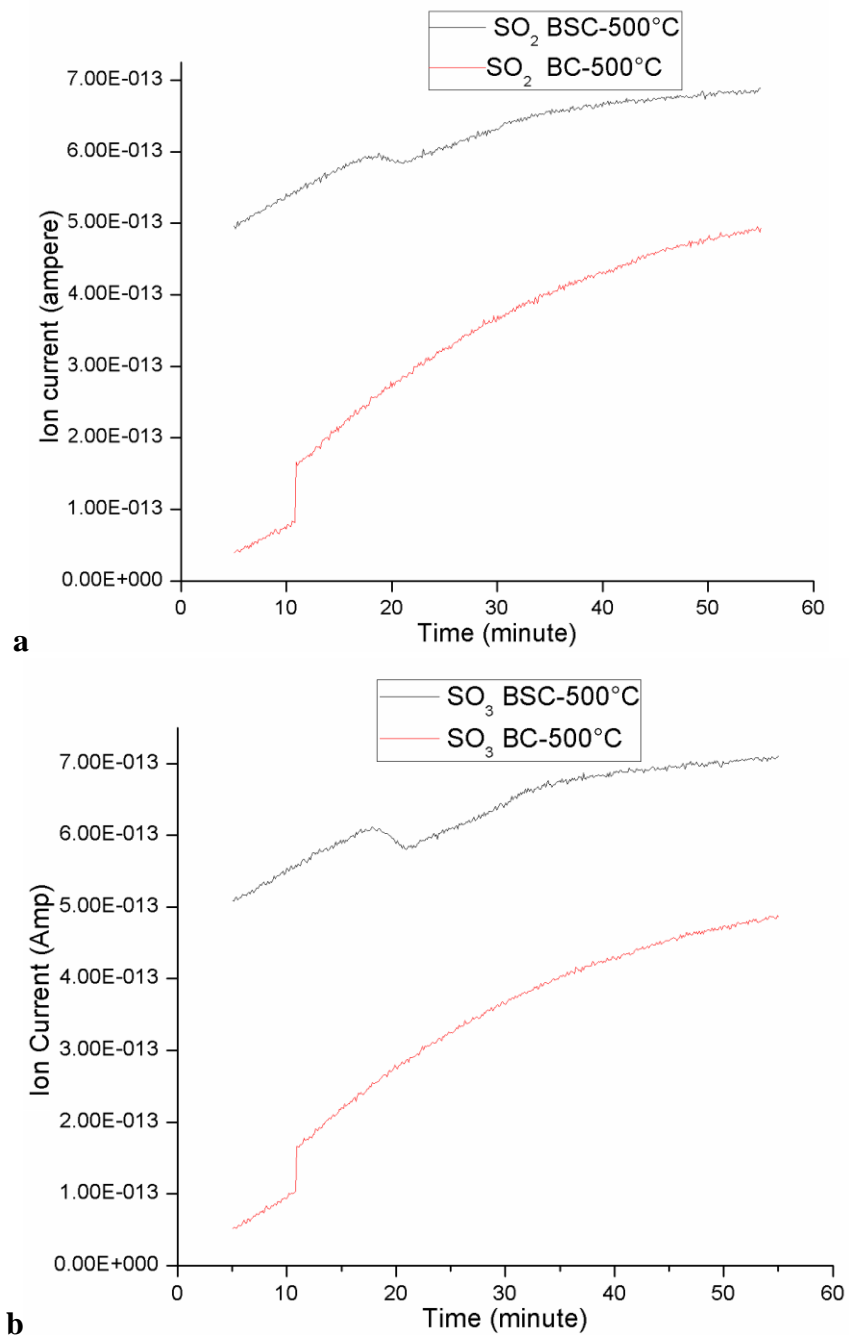 SO₂ BSC-500°C
SO₂ BC-500°C
7.00E-013
6.00E-013
5.00E-013
4.00E-013
3.00E-013
2.00E-013
1.00E-013
0.00E+000
Ion current (ampere)
0 10 20 30 40 50 60
Time (minute)
a
SO₃ BSC-500°C
SO₃ BC-500°C
7.00E-013
6.00E-013
5.00E-013
4.00E-013
3.00E-013
2.00E-013
1.00E-013
0.00E+000
Ion Current (Amp)
0 10 20 30 40 50 60
Time (minute)
b